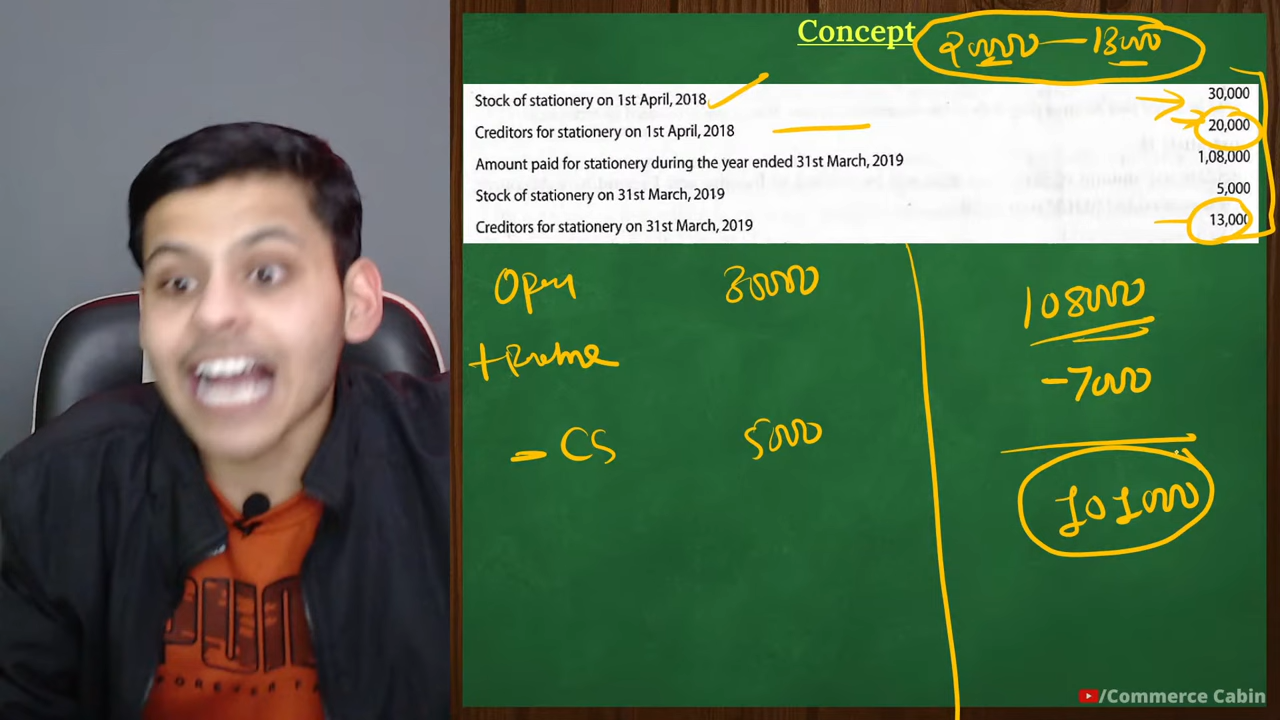 Concept 20000 — 13000
Stock of stationery on 1st April, 2018 30,000
Creditors for stationery on 1st April, 2018 20,000
Amount paid for stationery during the year ended 31st March, 2019 1,08,000
Stock of stationery on 31st March, 2019 5,000
Creditors for stationery on 31st March, 2019 13,000
Open 30000
- CS 5000
108000
-7000
101000
/Commerce Cabin